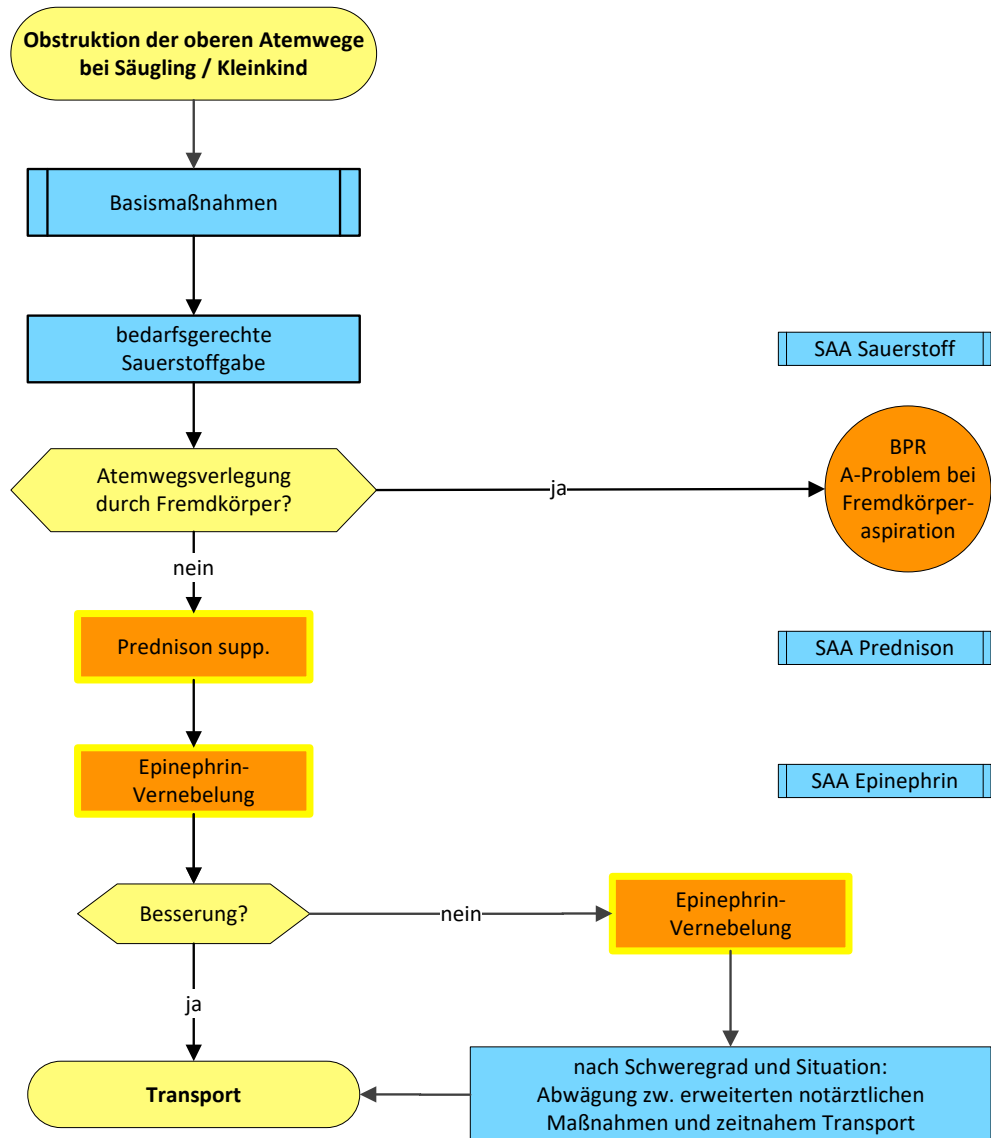 Obstruktion der oberen Atemwege
bei Säugling / Kleinkind
Basismaßnahmen
bedarfsgerechte
Sauerstoffgabe
SAA Sauerstoff
Atemwegsverlegung
durch Fremdkörper?
ja
BPR
A-Problem bei
Fremdkörper-
aspiration
nein
Prednison supp.
SAA Prednison
Epinephrin-
Vernebelung
SAA Epinephrin
Besserung?
nein
Epinephrin-
Vernebelung
ja
nach Schweregrad und Situation:
Abwägung zw. erweiterten notärztlichen
Maßnahmen und zeitnahem Transport
Transport